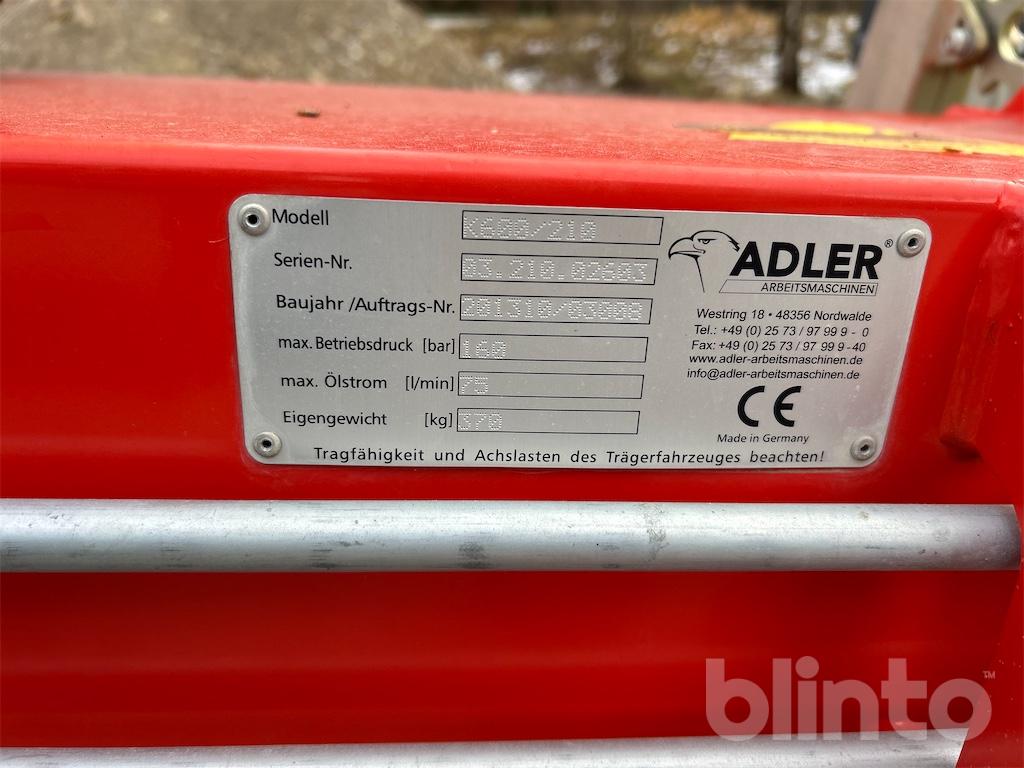 Modell K600/210
Serien-Nr. 03.210.02603
Baujahr /Auftrags-Nr. 201310/03008
max. Betriebsdruck [bar] 160
max. Ölstrom [l/min] 75
Eigengewicht [kg] 370
ADLER®
ARBEITSMASCHINEN
Westring 18 • 48356 Nordwalde
Tel.: +49 (0) 25 73 / 97 99 9 - 0
Fax: +49 (0) 25 73 / 97 99 9 -40
www.adler-arbeitsmaschinen.de
info@adler-arbeitsmaschinen.de
CE
Made in Germany
Tragfähigkeit und Achslasten des Trägerfahrzeuges beachten!
blinto™